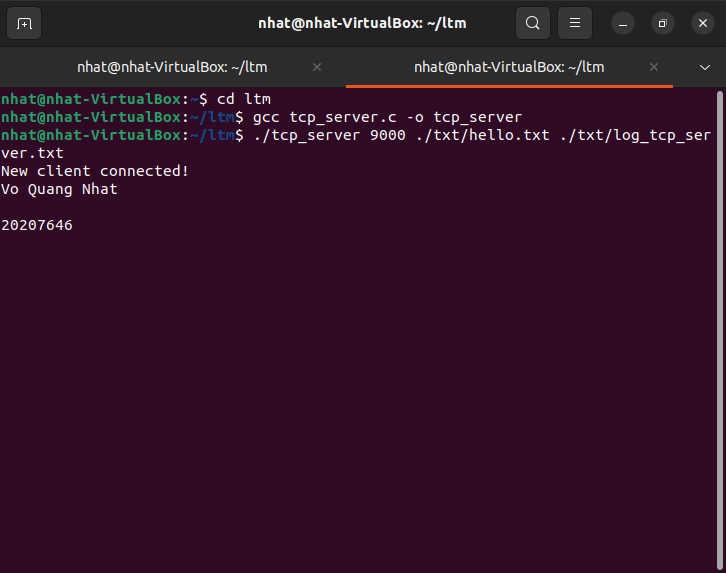 nhat@nhat-VirtualBox: ~/ltm
nhat@nhat-VirtualBox: ~/ltm
nhat@nhat-VirtualBox: ~/ltm
nhat@nhat-VirtualBox:~$ cd ltm
nhat@nhat-VirtualBox:~/ltm$ gcc tcp_server.c -o tcp_server
nhat@nhat-VirtualBox:~/ltm$ ./tcp_server 9000 ./txt/hello.txt ./txt/log_tcp_ser
ver.txt
New client connected!
Vo Quang Nhat
20207646